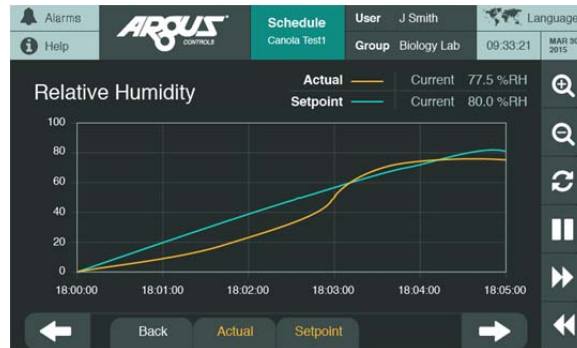 Alarms
ARGUS
CONTROLS
Schedule
Canola Test1
User J Smith
Group Biology Lab
Language
09:33:21
MAR 30
2015
Help
Relative Humidity
Actual Current 77.5 %RH
Setpoint Current 80.0 %RH
100
80
60
40
20
0
18:00:00 18:01:00 18:02:00 18:03:00 18:04:00 18:05:00
Back Actual Setpoint